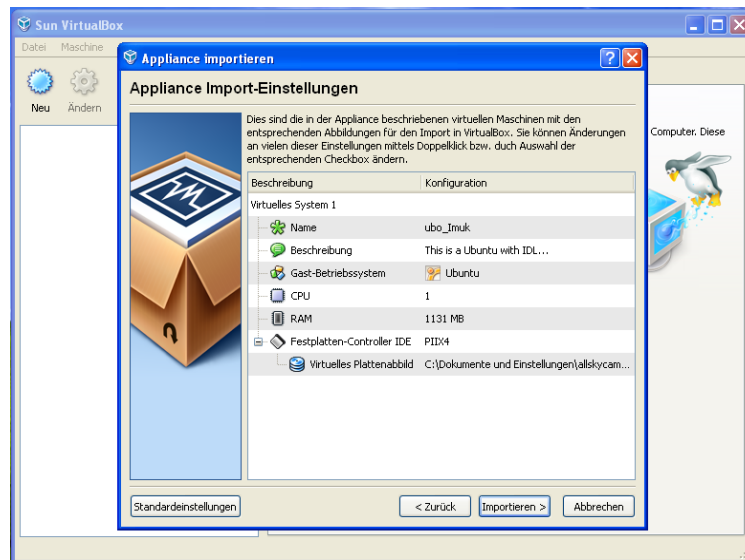 Sun VirtualBox
Datei Maschine
Neu Ändern
Computer. Diese
Appliance importieren
Appliance Import-Einstellungen
Dies sind die in der Appliance beschriebenen virtuellen Maschinen mit den
entsprechenden Abbildungen für den Import in VirtualBox. Sie können Änderungen
an vielen dieser Einstellungen mittels Doppelklick bzw. duch Auswahl der
entsprechenden Checkbox ändern.
Beschreibung Konfiguration
Virtuelles System 1
Name ubo_Imuk
Beschreibung This is a Ubuntu with IDL...
Gast-Betriebssystem Ubuntu
CPU 1
RAM 1131 MB
Festplatten-Controller IDE PIIX4
Virtuelles Plattenabbild C:\Dokumente und Einstellungen\allskycam...
Standardeinstellungen < Zurück Importieren > Abbrechen